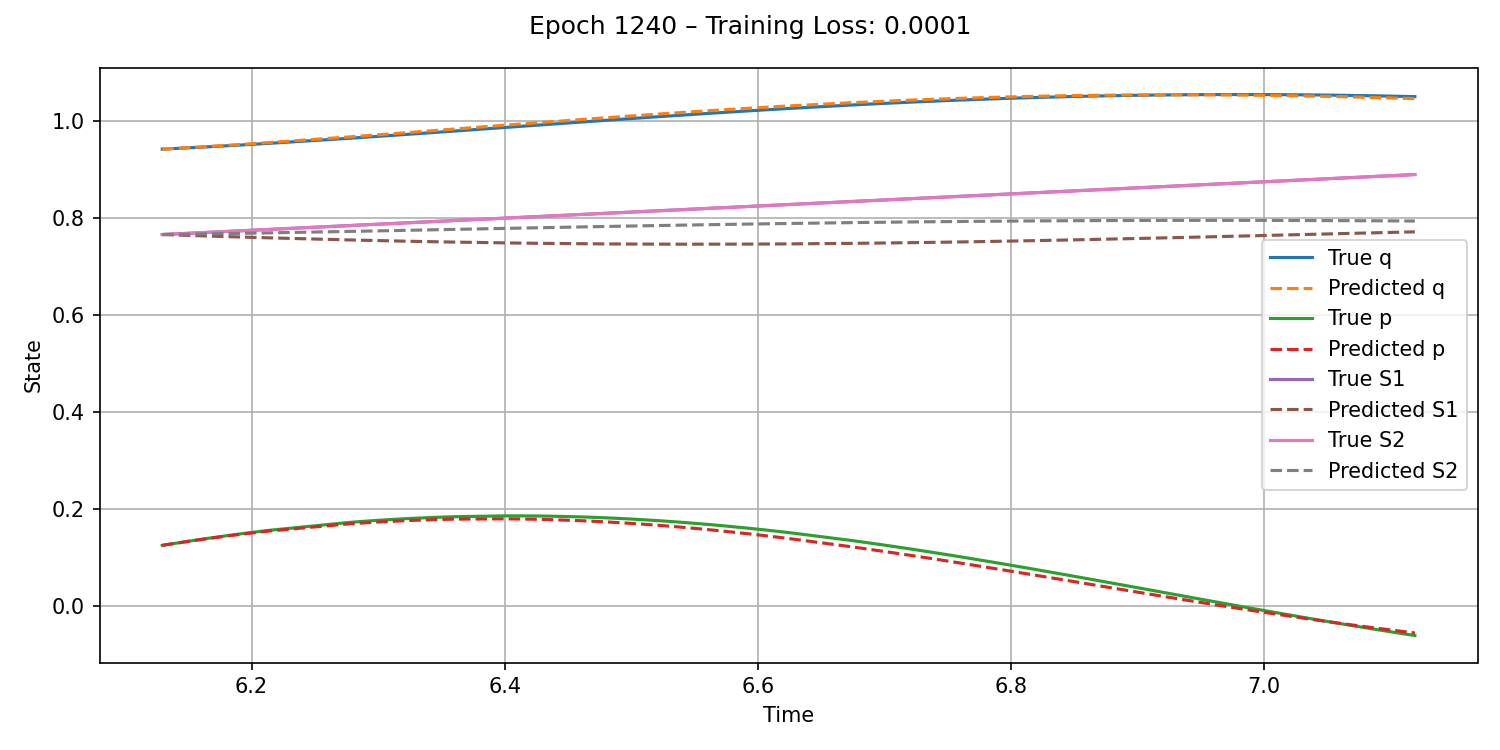 Epoch 1240 – Training Loss: 0.0001
State
1.0
0.8
0.6
0.4
0.2
0.0
True q
Predicted q
True p
Predicted p
True S1
Predicted S1
True S2
Predicted S2
6.2 6.4 6.6 6.8 7.0
Time